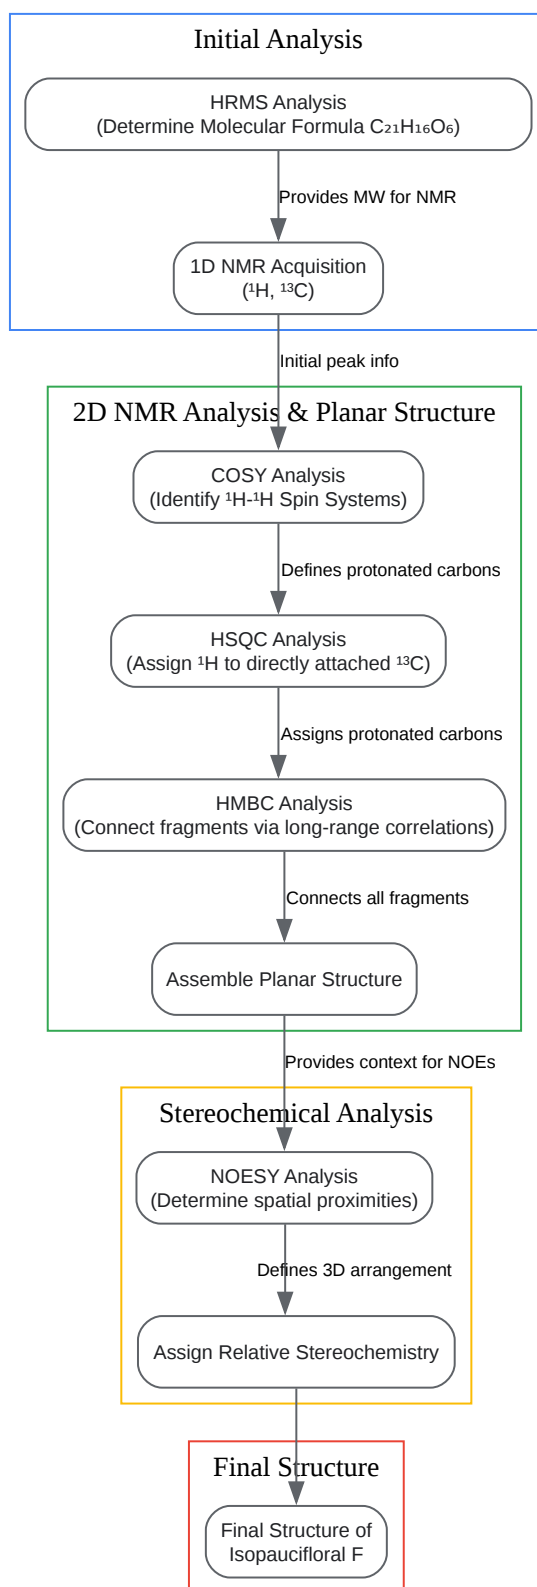 Initial Analysis
HRMS Analysis
(Determine Molecular Formula C₂₁H₁₆O₆)
Provides MW for NMR
1D NMR Acquisition
(¹H, ¹³C)
Initial peak info
2D NMR Analysis & Planar Structure
COSY Analysis
(Identify ¹H-¹H Spin Systems)
Defines protonated carbons
HSQC Analysis
(Assign ¹H to directly attached ¹³C)
Assigns protonated carbons
HMBC Analysis
(Connect fragments via long-range correlations)
Connects all fragments
Assemble Planar Structure
Provides context for NOEs
Stereochemical Analysis
NOESY Analysis
(Determine spatial proximities)
Defines 3D arrangement
Assign Relative Stereochemistry
Final Structure
Final Structure of
Isopaucifloral F